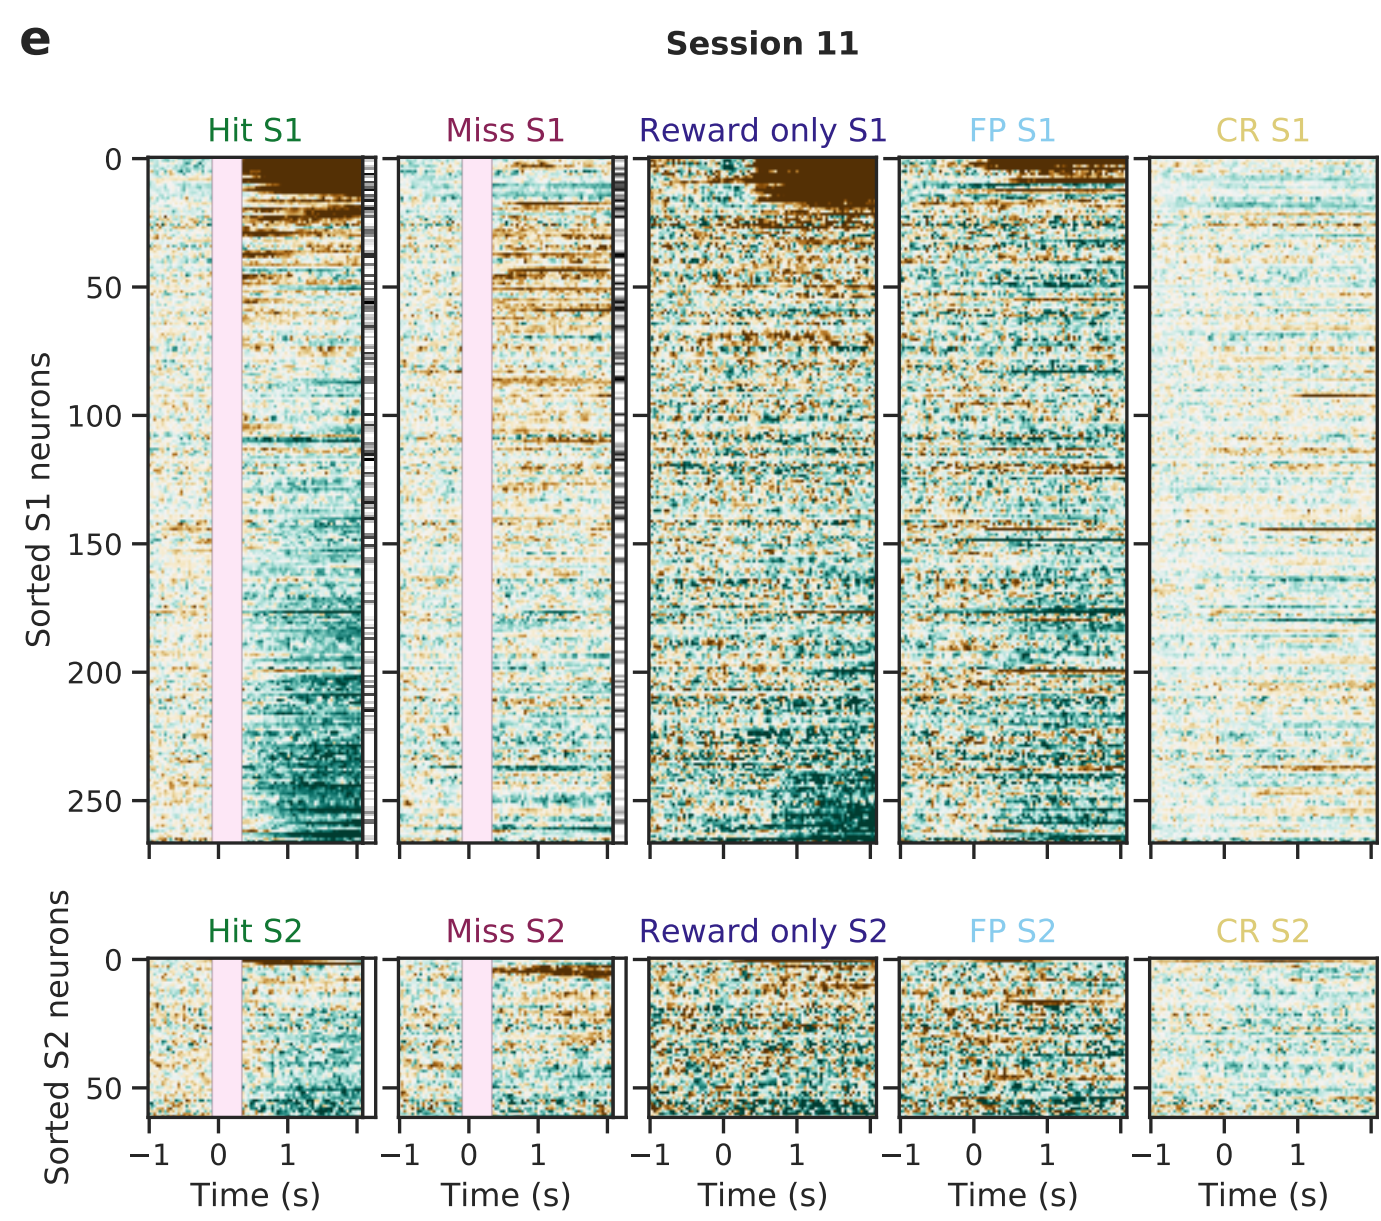 e
Session 11
Hit S1 Miss S1 Reward only S1 FP S1 CR S1
Sorted S1 neurons
0
50
100
150
200
250
Hit S2 Miss S2 Reward only S2 FP S2 CR S2
Sorted S2 neurons
0
50
−1 0 1 −1 0 1 −1 0 1 −1 0 1 −1 0 1
Time (s) Time (s) Time (s) Time (s) Time (s)